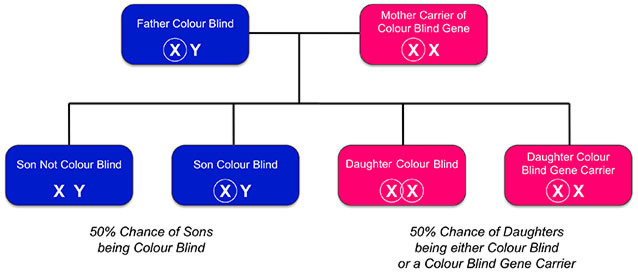 Father Colour Blind
X Y
Mother Carrier of
Colour Blind Gene
X X
Son Not Colour Blind
X Y
Son Colour Blind
X Y
Daughter Colour Blind
X X
Daughter Colour
Blind Gene Carrier
X X
50% Chance of Sons
being Colour Blind
50% Chance of Daughters
being either Colour Blind
or a Colour Blind Gene Carrier